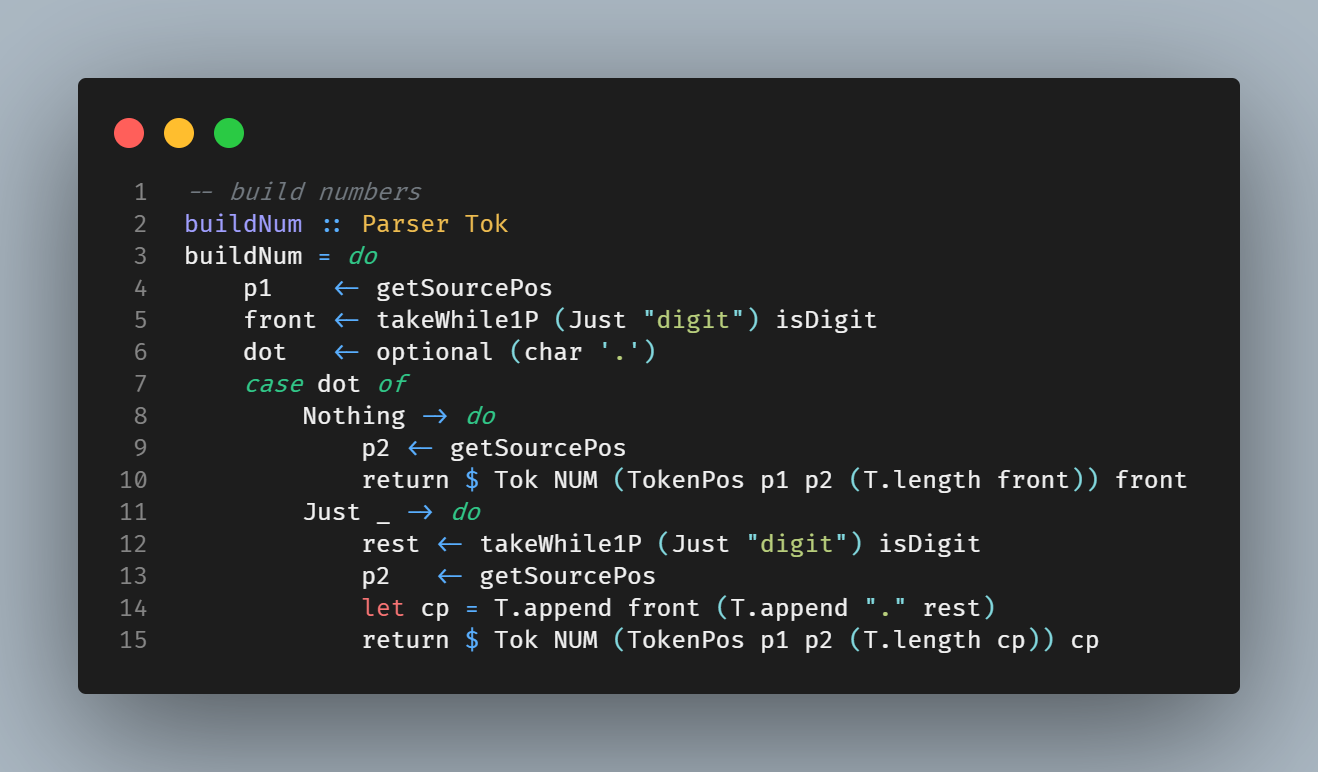 1 -- build numbers
2 buildNum :: Parser Tok
3 buildNum = do
4     p1    <- getSourcePos
5     front <- takeWhile1P (Just "digit") isDigit
6     dot   <- optional (char '.')
7     case dot of
8         Nothing -> do
9             p2 <- getSourcePos
10             return $ Tok NUM (TokenPos p1 p2 (T.length front)) front
11         Just _ -> do
12             rest <- takeWhile1P (Just "digit") isDigit
13             p2   <- getSourcePos
14             let cp = T.append front (T.append "." rest)
15             return $ Tok NUM (TokenPos p1 p2 (T.length cp)) cp